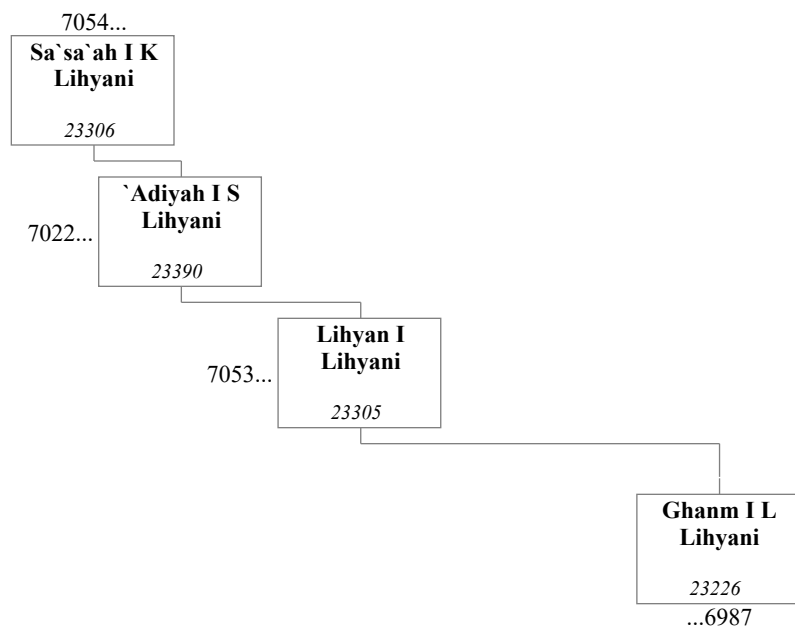 7054...
Sa`sa`ah I K
Lihyani
23306
`Adiyah I S
Lihyani
7022...
23390
Lihyan I
Lihyani
7053...
23305
Ghanm I L
Lihyani
23226
...6987